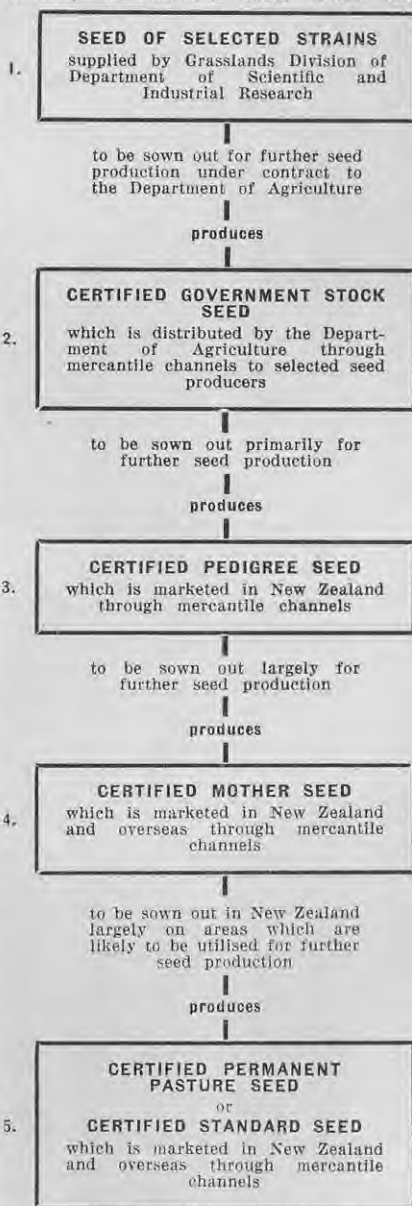 1.
SEED OF SELECTED STRAINS
supplied by Grasslands Division of
Department of Scientific and
Industrial Research
to be sown out for further seed
production under contract to
the Department of Agriculture
produces
2.
CERTIFIED GOVERNMENT STOCK
SEED
which is distributed by the Depart-
ment of Agriculture through
mercantile channels to selected seed
producers
to be sown out primarily for
further seed production
produces
3.
CERTIFIED PEDIGREE SEED
which is marketed in New Zealand
through mercantile channels
to be sown out largely for
further seed production
produces
4.
CERTIFIED MOTHER SEED
which is marketed in New Zealand
and overseas through mercantile
channels
to be sown out in New Zealand
largely on areas which are
likely to be utilised for further
seed production
produces
5.
CERTIFIED PERMANENT
PASTURE SEED
or
CERTIFIED STANDARD SEED
which is marketed in New Zealand
and overseas through mercantile
channels